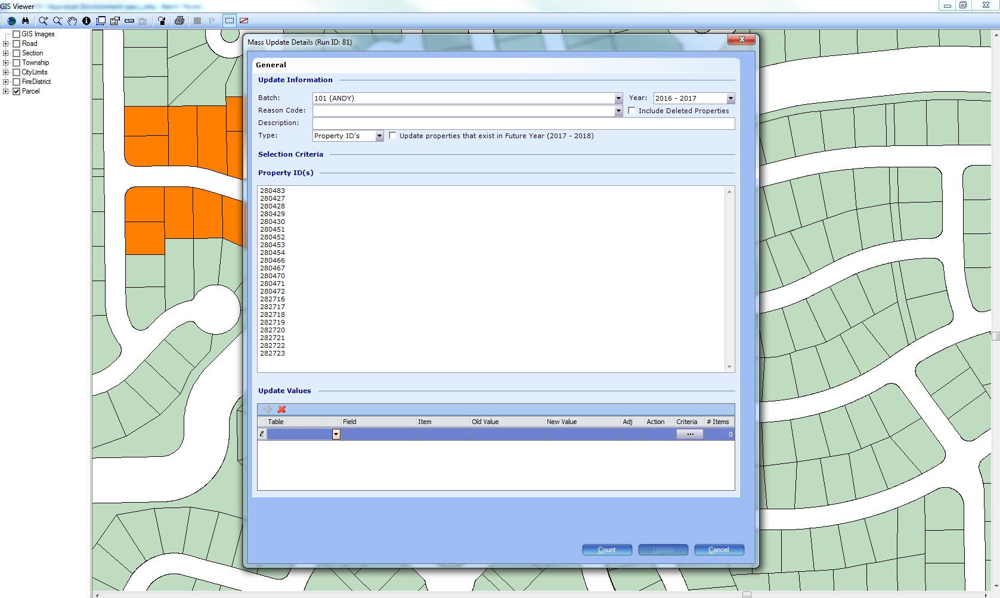 GIS Viewer
P
GIS Images
Road
Section
Township
CityLimits
FireDistrict
Parcel
Mass Update Details (Run ID: 81)
General
Update Information
Batch: 101 (ANDY) Year: 2016 - 2017
Reason Code: Include Deleted Properties
Description:
Type: Property ID's Update properties that exist in Future Year (2017 - 2018)
Selection Criteria
Property ID(s)
280483
280427
280428
280429
280430
280451
280452
280453
280454
280466
280467
280470
280471
280472
282716
282717
282718
282719
282720
282721
282722
282723
Update Values
Table Field Item Old Value New Value Adj Action Criteria # Items
... 0
Count Update Cancel